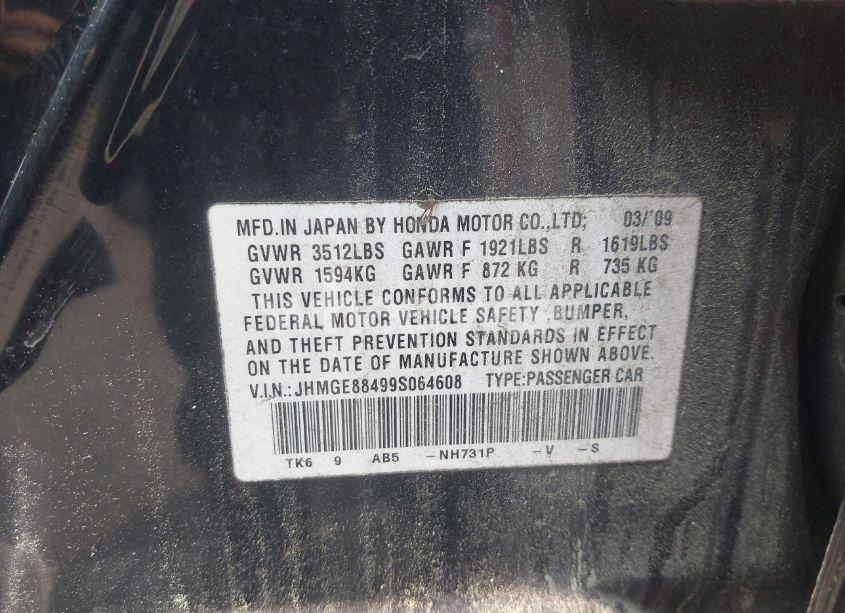 MFD.IN JAPAN BY HONDA MOTOR CO.,LTD; 03/'09
GVWR 3512LBS GAWR F 1921LBS R 1619LBS
GVWR 1594KG GAWR F 872 KG R 735 KG
THIS VEHICLE CONFORMS TO ALL APPLICABLE
FEDERAL MOTOR VEHICLE SAFETY ,BUMPER,
AND THEFT PREVENTION STANDARDS IN EFFECT
ON THE DATE OF MANUFACTURE SHOWN ABOVE.
V.I.N.:JHMGE88499S064608 TYPE:PASSENGER CAR
TK6 9 AB5 -NH731P -V -S